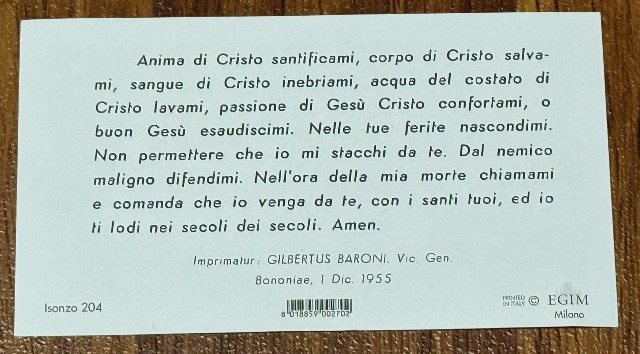 Anima di Cristo santificami, corpo di Cristo salva-
mi, sangue di Cristo inebriami, acqua del costato di
Cristo lavami, passione di Gesù Cristo confortami, o
buon Gesù esaudiscimi. Nelle tue ferite nascondimi.
Non permettere che io mi stacchi da te. Dal nemico
maligno difendimi. Nell'ora della mia morte chiamami
e comanda che io venga da te, con i santi tuoi, ed io
ti lodi nei secoli dei secoli. Amen.
Imprimatur: GILBERTUS BARONI. Vic Gen.
Bononiae, 1 Dic. 1955
Isonzo 204
8 018859 002702
PRINTED
IN ITALY © EGIM
Milano